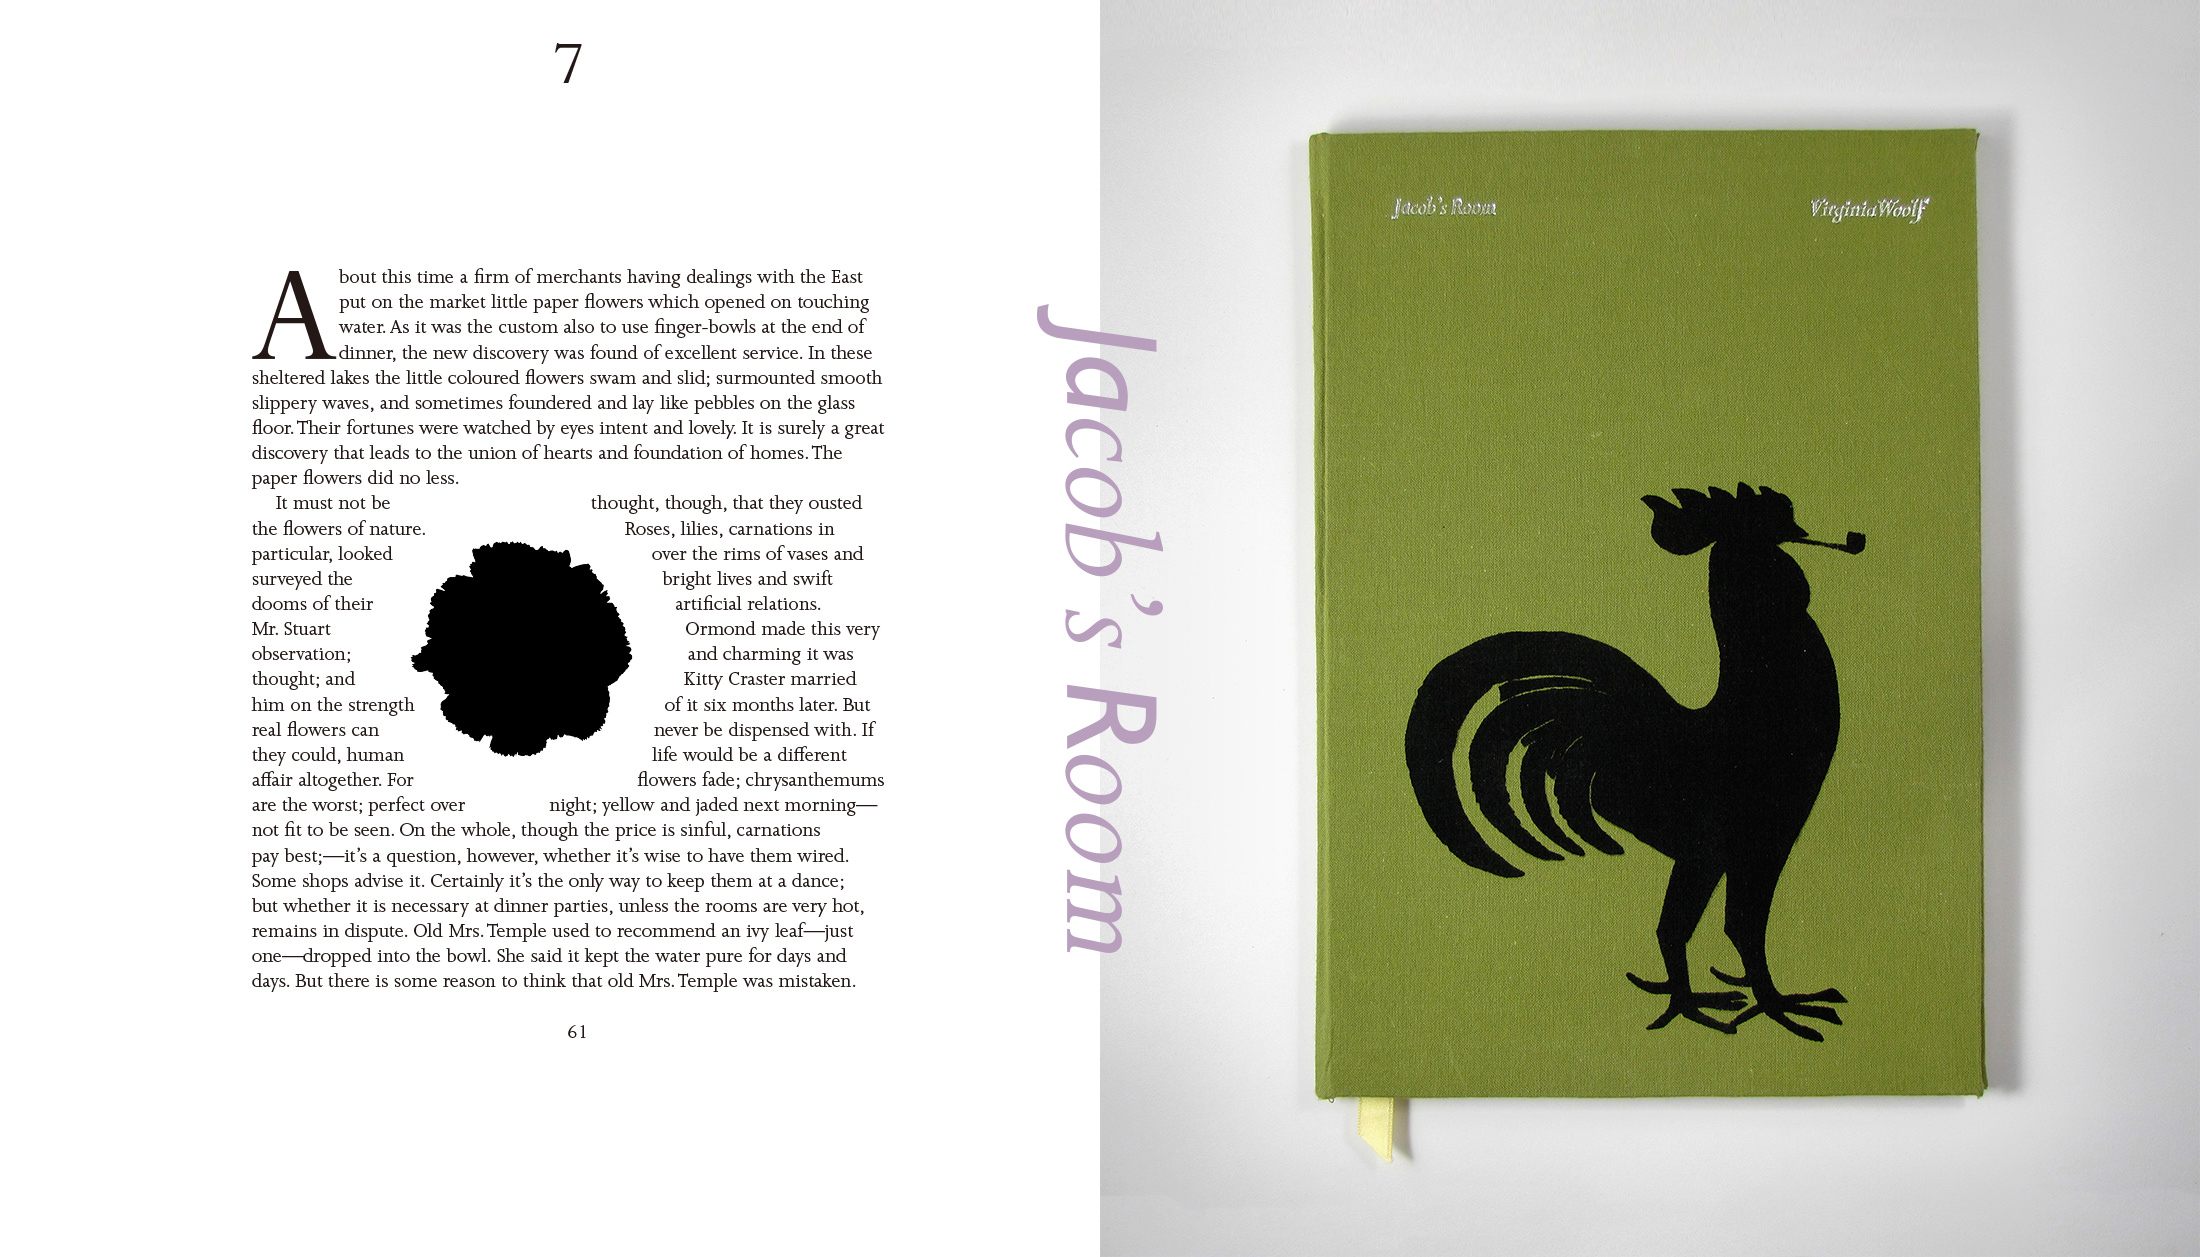 7
About this time a firm of merchants having dealings with the East
put on the market little paper flowers which opened on touching
water. As it was the custom also to use finger-bowls at the end of
dinner, the new discovery was found of excellent service. In these
sheltered lakes the little coloured flowers swam and slid; surmounted smooth
slippery waves, and sometimes foundered and lay like pebbles on the glass
floor. Their fortunes were watched by eyes intent and lovely. It is surely a great
discovery that leads to the union of hearts and foundation of homes. The
paper flowers did no less.
It must not be thought, though, that they ousted
the flowers of nature. Roses, lilies, carnations in
particular, looked over the rims of vases and
surveyed the bright lives and swift
dooms of their artificial relations.
Mr. Stuart Ormond made this very
observation; and charming it was
thought; and Kitty Craster married
him on the strength of it six months later. But
real flowers can never be dispensed with. If
they could, human life would be a different
affair altogether. For flowers fade; chrysanthemums
are the worst; perfect over night; yellow and jaded next morning—
not fit to be seen. On the whole, though the price is sinful, carnations
pay best;—it’s a question, however, whether it’s wise to have them wired.
Some shops advise it. Certainly it’s the only way to keep them at a dance;
but whether it is necessary at dinner parties, unless the rooms are very hot,
remains in dispute. Old Mrs. Temple used to recommend an ivy leaf—just
one—dropped into the bowl. She said it kept the water pure for days and
days. But there is some reason to think that old Mrs. Temple was mistaken.
61
Jacob’s Room
Jacob’s Room
Virginia Woolf